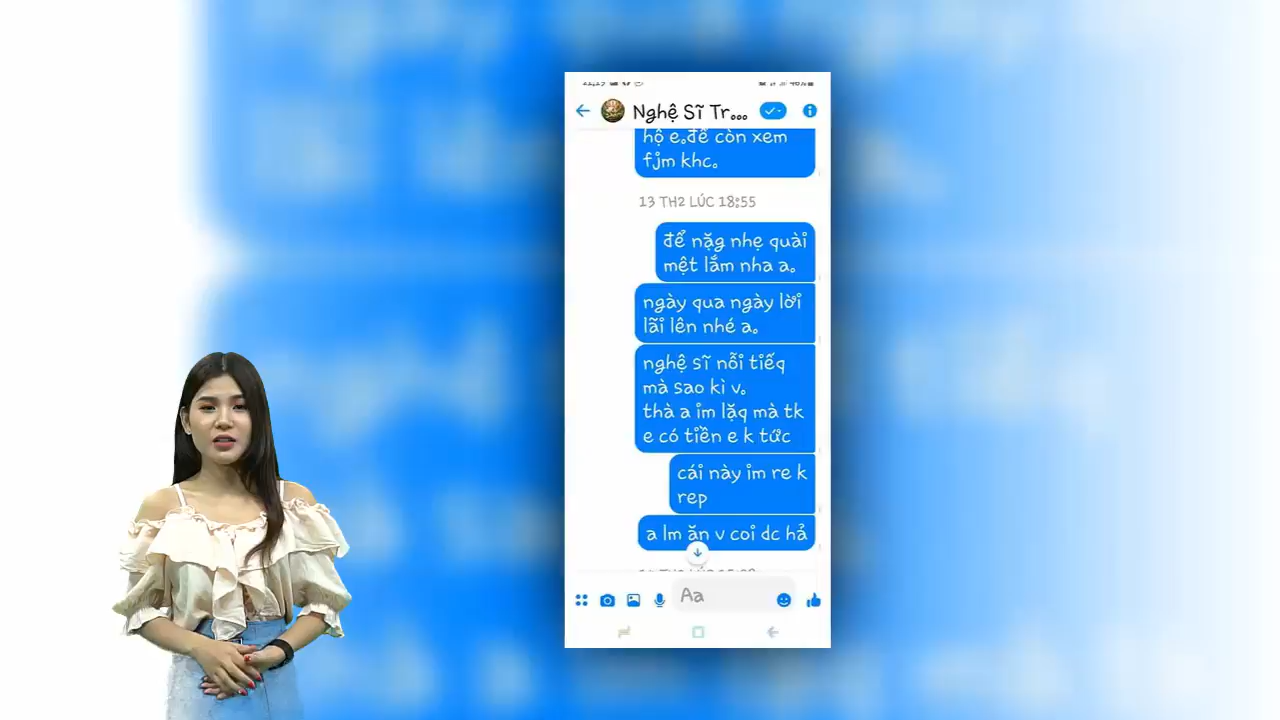 Nghệ Sĩ Tr...
hộ e.để còn xem
fjm khc.
13 TH2 LÚC 18:55
để nặg nhẹ quài
mệt lắm nha a.
ngày qua ngày lời
lãi lên nhé a.
nghệ sĩ nỗi tiếq
mà sao kì v.
thà a im lặq mà tk
e có tiền e k tức
cái này im re k
rep
a lm ăn v coi dc hả
Aa